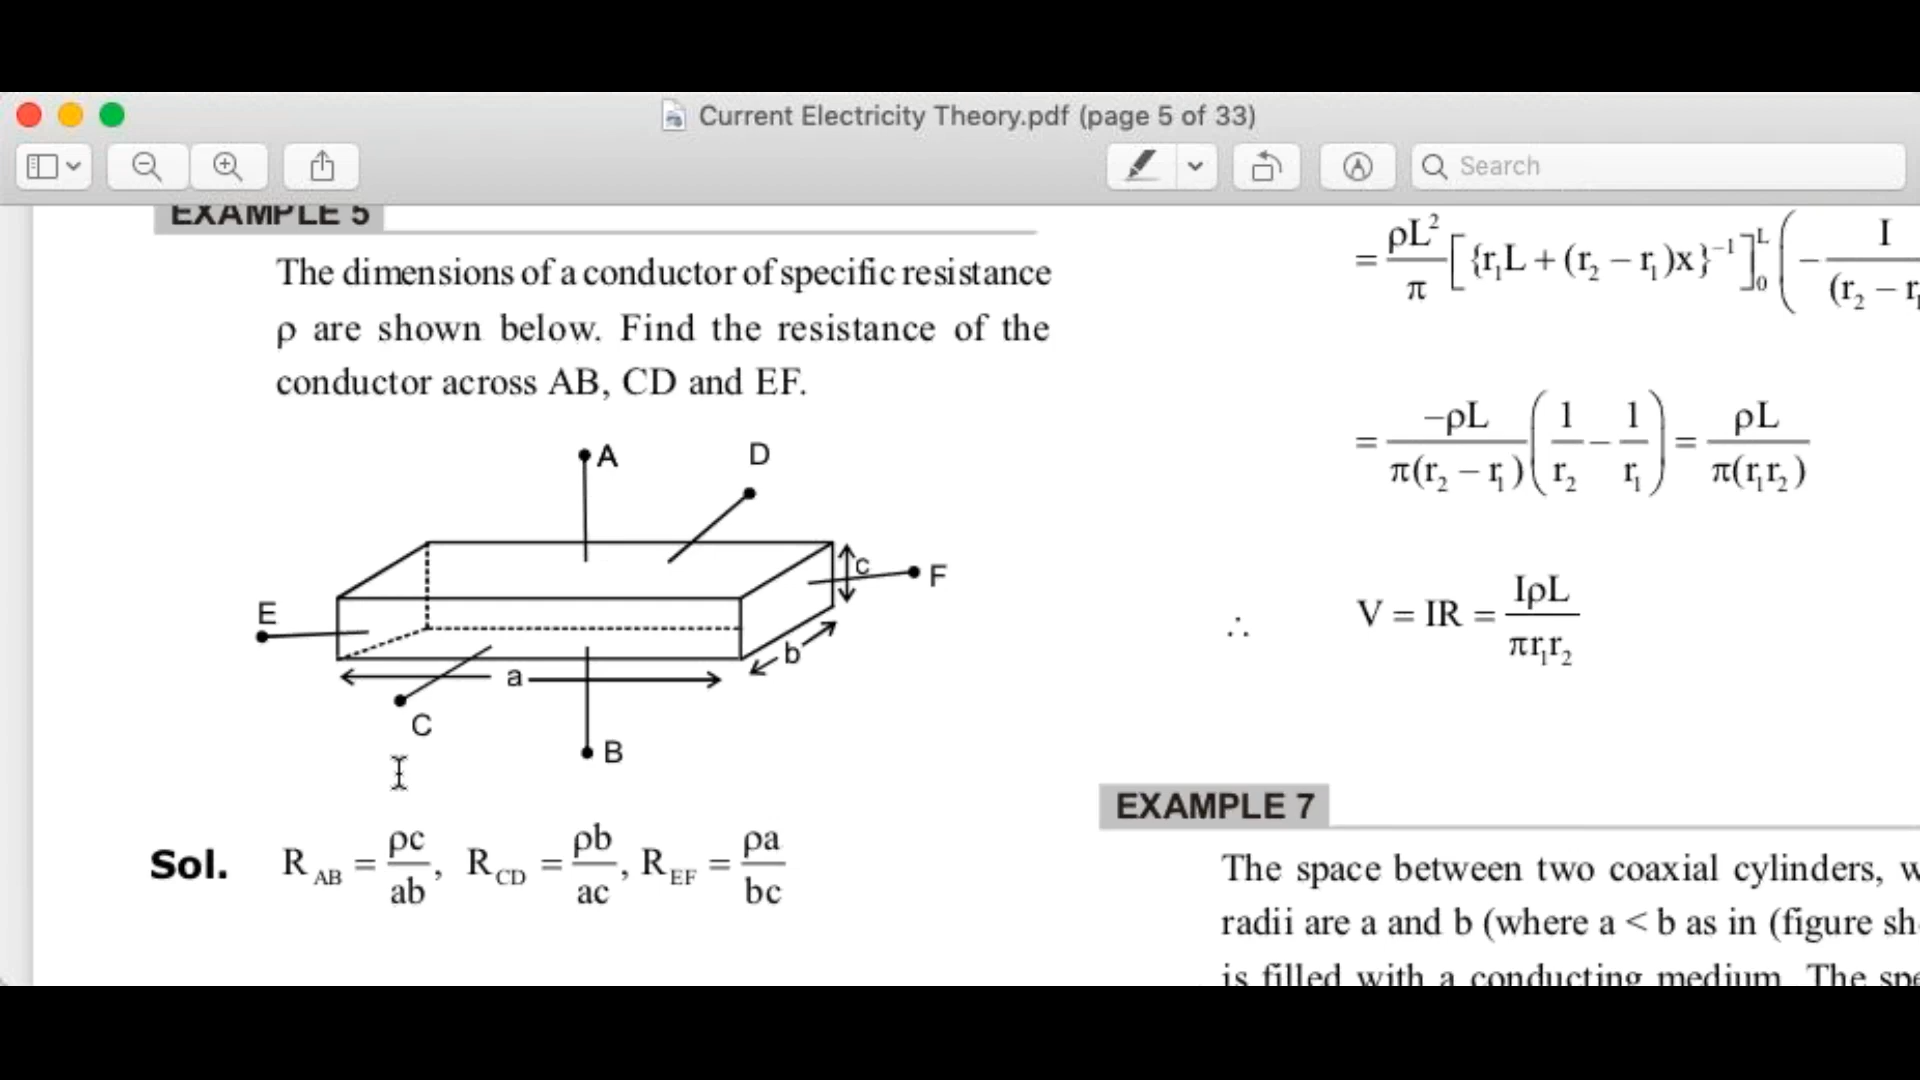 Current Electricity Theory.pdf (page 5 of 33)
Search
EXAMPLE 5
The dimensions of a conductor of specific resistance
ρ are shown below. Find the resistance of the
conductor across AB, CD and EF.
A
D
c
F
E
b
a
C
B
Sol. R_AB = ρc/ab, R_CD = ρb/ac, R_EF = ρa/bc
= ρL²/π [{r₁L + (r₂ − r₁)x}⁻¹]₀ᴸ (− I/(r₂ − r₁
= −ρL/π(r₂ − r₁) (1/r₂ − 1/r₁) = ρL/π(r₁r₂)
∴ V = IR = IρL/πr₁r₂
EXAMPLE 7
The space between two coaxial cylinders, w
radii are a and b (where a < b as in (figure sh
is filled with a conducting medium. The spe